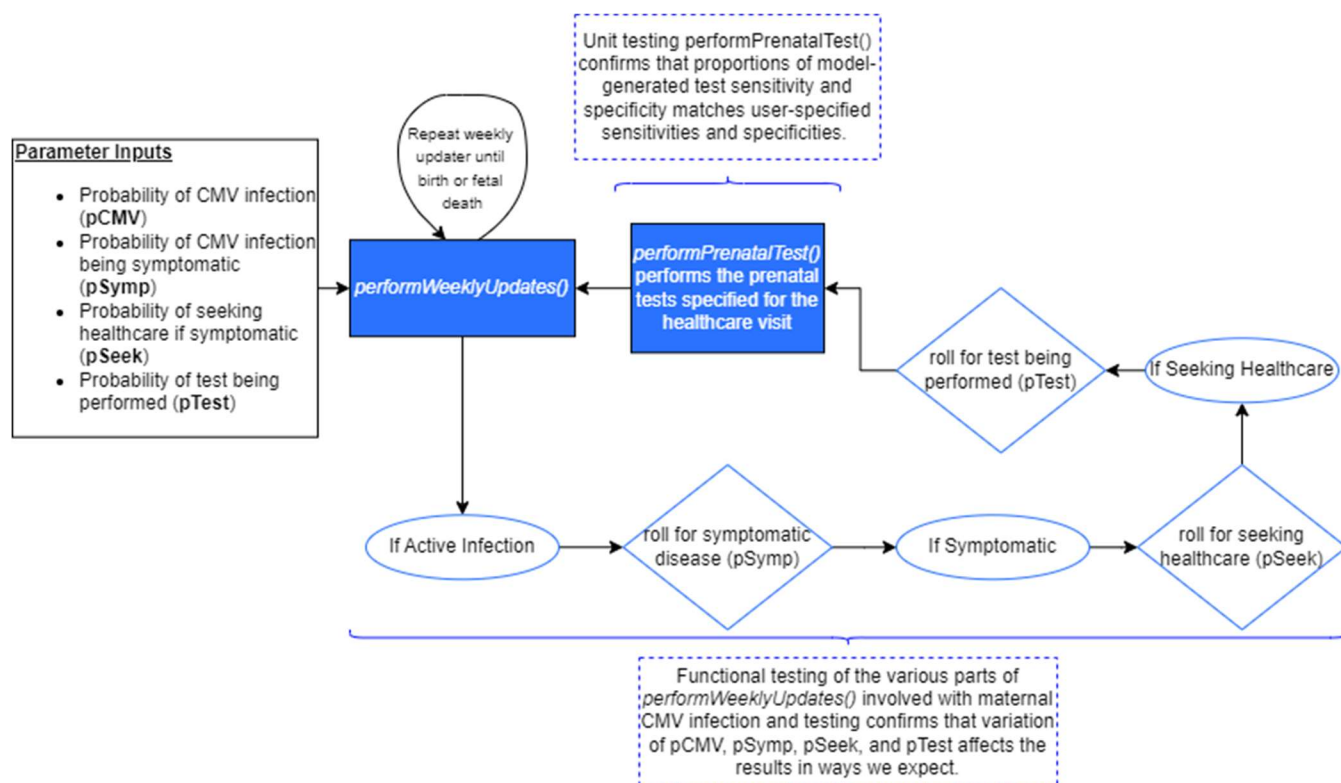 Unit testing performPrenatalTest()
confirms that proportions of model-
generated test sensitivity and
specificity matches user-specified
sensitivities and specificities.
Repeat weekly
updater until
birth or fetal
death
Parameter Inputs
• Probability of CMV infection
(pCMV)
• Probability of CMV infection
being symptomatic
(pSymp)
• Probability of seeking
healthcare if symptomatic
(pSeek)
• Probability of test being
performed (pTest)
performWeeklyUpdates()
performPrenatalTest()
performs the prenatal
tests specified for the
healthcare visit
roll for test being
performed (pTest)
If Seeking Healthcare
If Active Infection
roll for symptomatic
disease (pSymp)
If Symptomatic
roll for seeking
healthcare (pSeek)
Functional testing of the various parts of
performWeeklyUpdates() involved with maternal
CMV infection and testing confirms that variation
of pCMV, pSymp, pSeek, and pTest affects the
results in ways we expect.